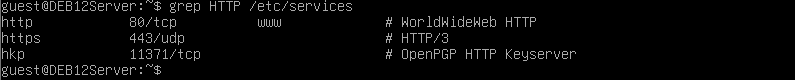 guest@DEB12Server:~$ grep HTTP /etc/services
http            80/tcp          www             # WorldWideWeb HTTP
https           443/udp                         # HTTP/3
hkp             11371/tcp                       # OpenPGP HTTP Keyserver
guest@DEB12Server:~$